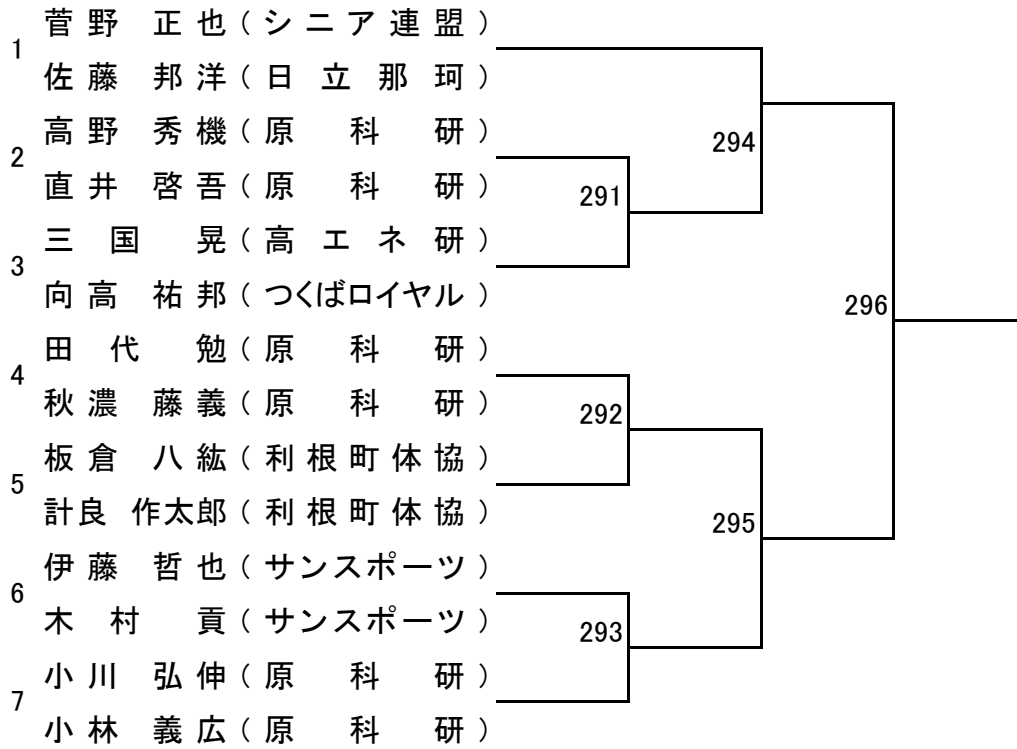 菅野 正也 ( シニア連盟 )
1
佐藤 邦洋 ( 日立那珂 )
高野 秀機 ( 原科研 )
2
直井 啓吾 ( 原科研 )
三国 晃 ( 高エネ研 )
3
向高 祐邦 ( つくばロイヤル )
田代 勉 ( 原科研 )
4
秋濃 藤義 ( 原科研 )
板倉 八紘 ( 利根町体協 )
5
計良 作太郎 ( 利根町体協 )
伊藤 哲也 ( サンスポーツ )
6
木村 貢 ( サンスポーツ )
小川 弘伸 ( 原科研 )
7
小林 義広 ( 原科研 )
291
292
293
294
295
296